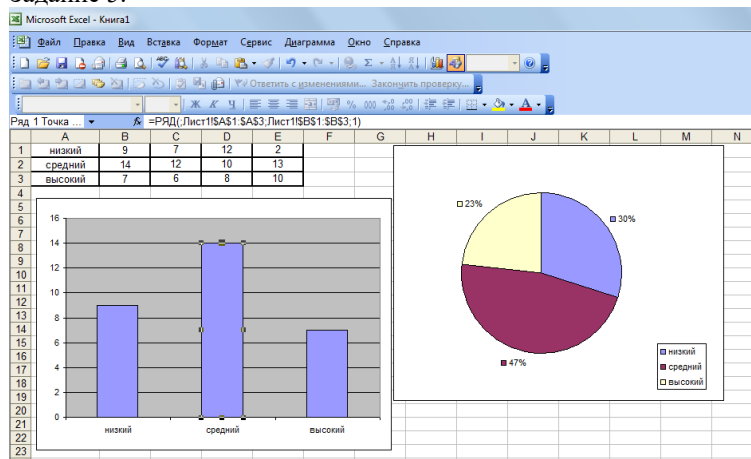 Microsoft Excel - Книга1
Файл Правка Вид Вставка Формат Сервис Диаграмма Окно Справка
Ответить с изменениями... Закончить проверку...
Ж К Ч % 000
Ряд 1 Точка ... fx =РЯД(;Лист1!$A$1:$A$3;Лист1!$B$1:$B$3;1)
A B C D E F G H I J K L M N
1 низкий 9 7 12 2
2 средний 14 12 10 13
3 высокий 7 6 8 10
4
5
6
7
8
9
10
11
12
13
14
15
16
17
18
19
20
21
22
23
16
14
12
10
8
6
4
2
0
низкий средний высокий
23%
30%
47%
низкий
средний
высокий